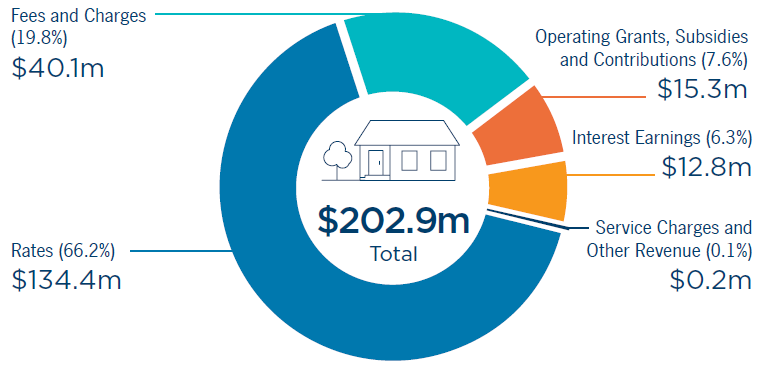 Fees and Charges
(19.8%)
$40.1m
Operating Grants, Subsidies
and Contributions (7.6%)
$15.3m
Interest Earnings (6.3%)
$12.8m
$202.9m
Total
Service Charges and
Other Revenue (0.1%)
$0.2m
Rates (66.2%)
$134.4m